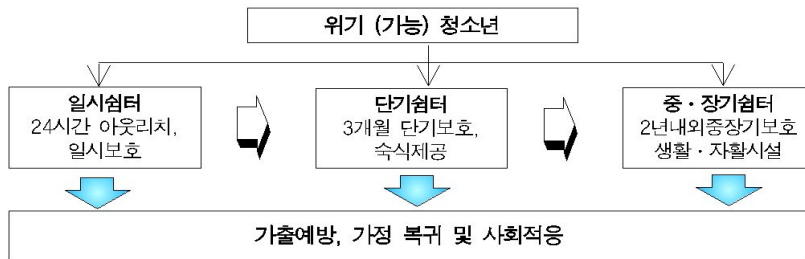 위기 (가능) 청소년
일시쉼터
24시간 아웃리치,
일시보호
단기쉼터
3개월 단기보호,
숙식제공
중·장기쉼터
2년내외중장기보호
생활·자활시설
가출예방, 가정 복귀 및 사회적응